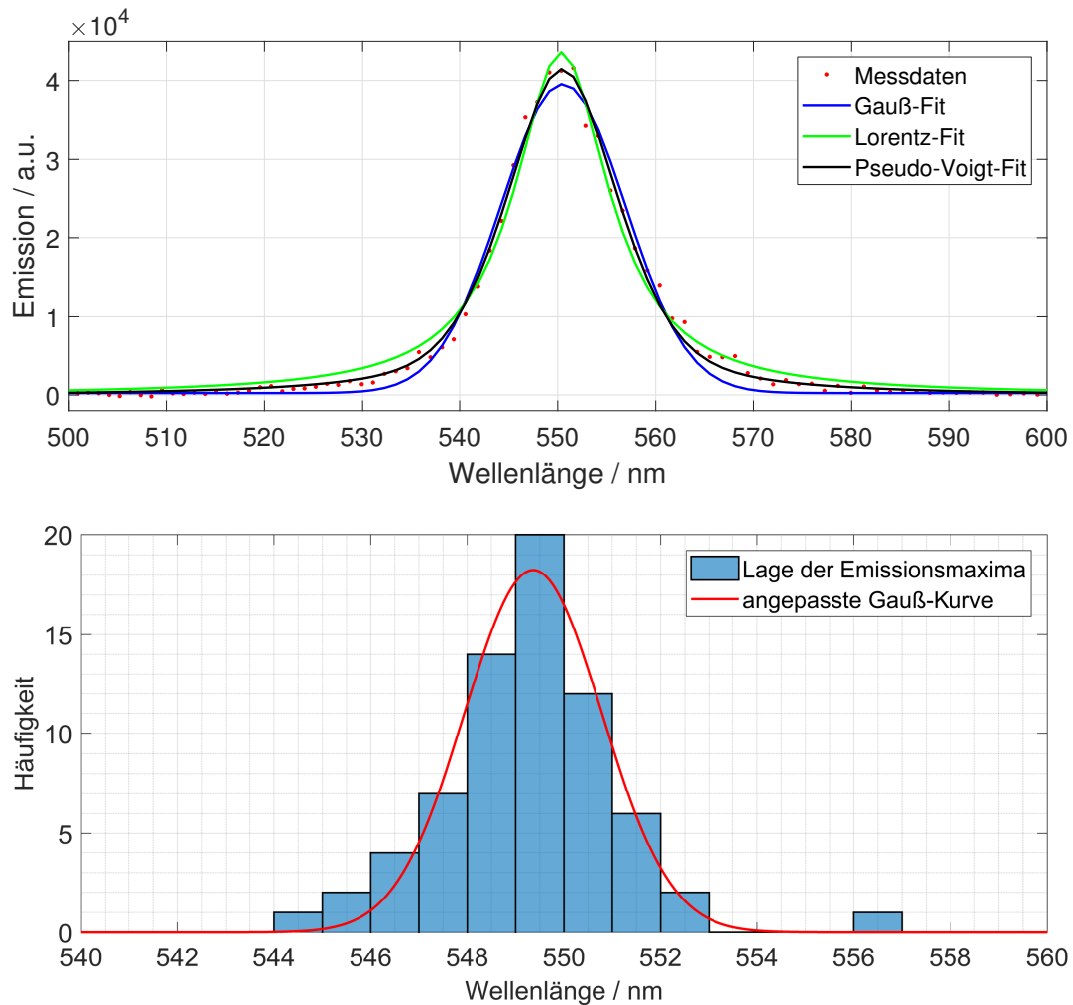 ×10⁴
Emission / a.u.
4
3
2
1
0
Messdaten
Gauß-Fit
Lorentz-Fit
Pseudo-Voigt-Fit
500 510 520 530 540 550 560 570 580 590 600
Wellenlänge / nm
Häufigkeit
20
15
10
5
0
Lage der Emissionsmaxima
angepasste Gauß-Kurve
540 542 544 546 548 550 552 554 556 558 560
Wellenlänge / nm